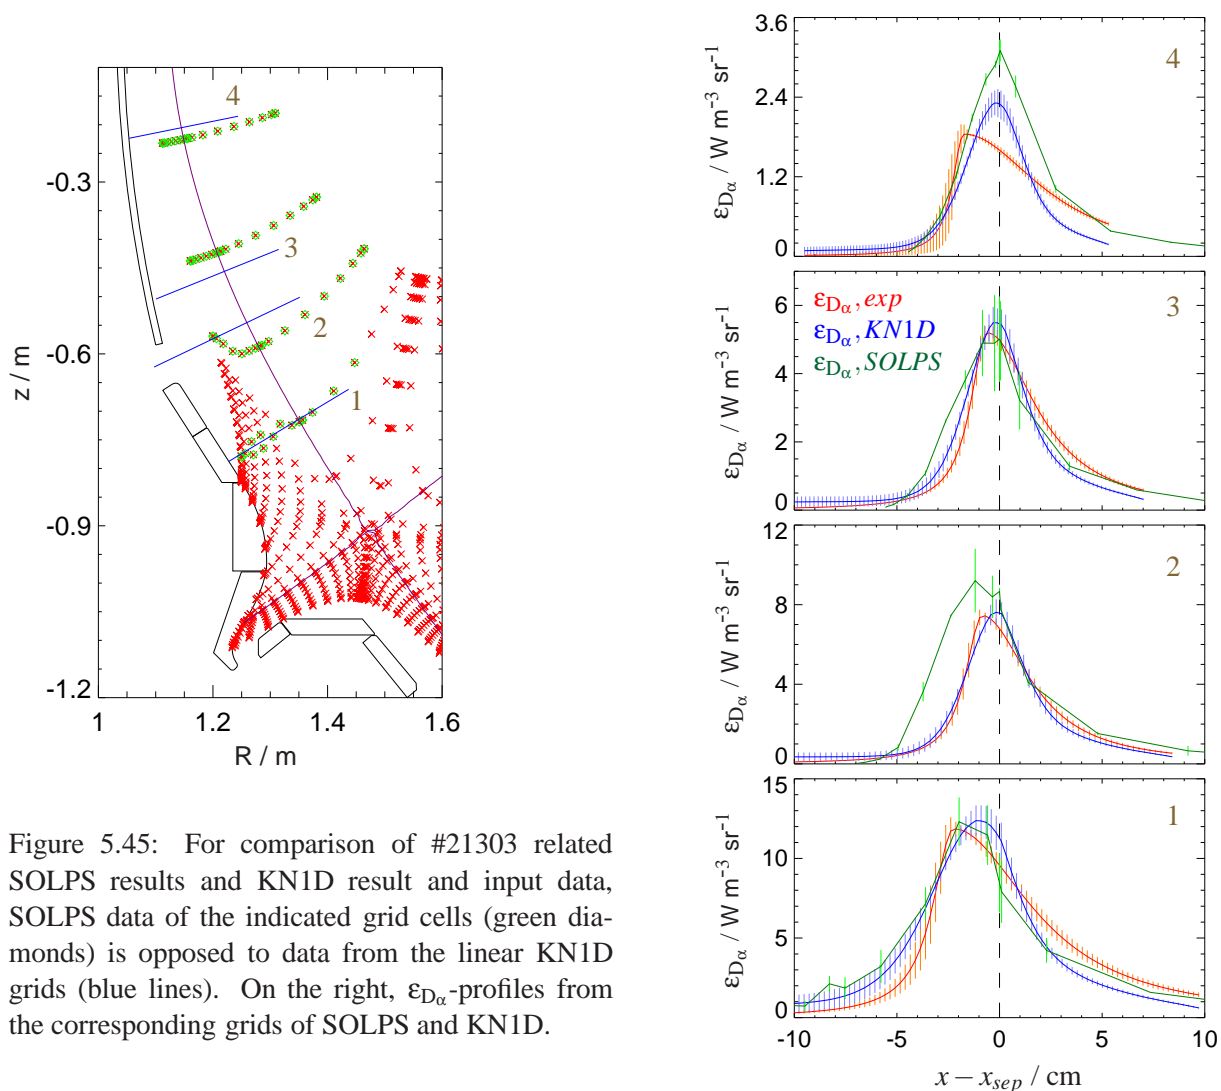 4
3
2
1
-0.3
-0.6
-0.9
-1.2
z / m
1 1.2 1.4 1.6
R / m
Figure 5.45: For comparison of #21303 related
SOLPS results and KN1D result and input data,
SOLPS data of the indicated grid cells (green dia-
monds) is opposed to data from the linear KN1D
grids (blue lines). On the right, εDα-profiles from
the corresponding grids of SOLPS and KN1D.
3.6
2.4
1.2
0
εDα / W m⁻³ sr⁻¹
4
-10 -5 0 5 10
6
4
2
0
εDα / W m⁻³ sr⁻¹
εDα, exp
εDα, KN1D
εDα, SOLPS
3
12
8
4
0
εDα / W m⁻³ sr⁻¹
2
15
10
5
0
εDα / W m⁻³ sr⁻¹
1
-10 -5 0 5 10
x − xsep / cm